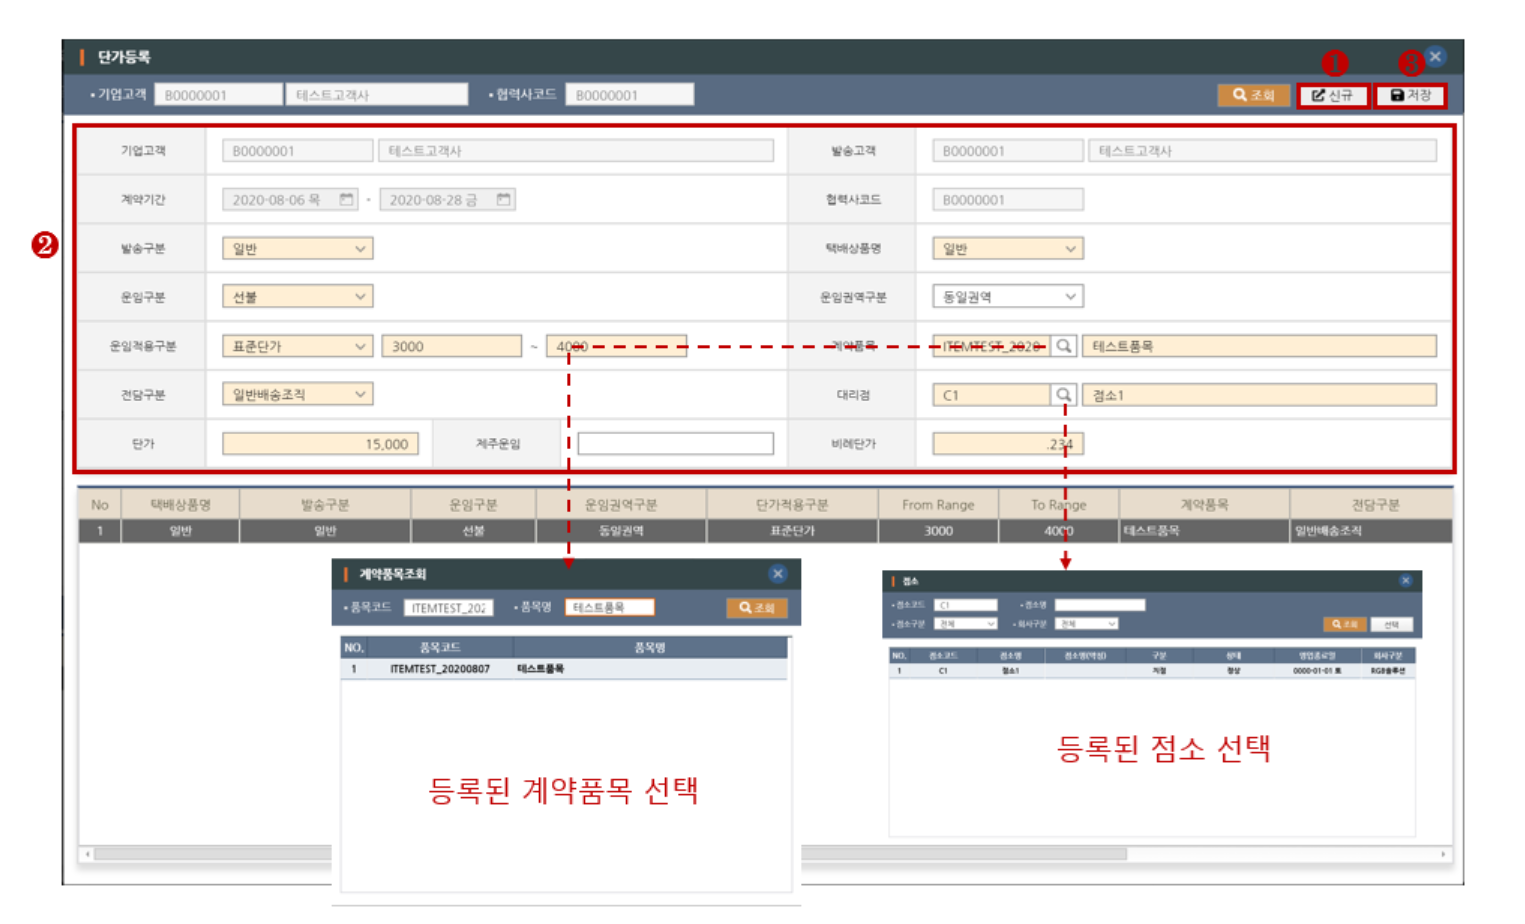 단가등록
❶ ❸
•기업고객 B0000001 테스트고객사 •협력사코드 B0000001 조회 신규 저장
기업고객 B0000001 테스트고객사 발송고객 B0000001 테스트고객사
계약기간 2020-08-06 목 - 2020-08-28 금 협력사코드 B0000001
❷
발송구분 일반 택배상품명 일반
운임구분 선불 운임권역구분 동일권역
운임적용구분 표준단가 3000 ~ 4000 계약품목 ITEMTEST_2020 테스트품목
전담구분 일반배송조직 대리점 C1 점소1
단가 15,000 제주운임 비례단가 .234
No 택배상품명 발송구분 운임구분 운임권역구분 단가적용구분 From Range To Range 계약품목 전담구분
1 일반 일반 선불 동일권역 표준단가 3000 4000 테스트품목 일반배송조직
계약품목조회
•품목코드 ITEMTEST_202 •품목명 테스트품목 조회
NO. 품목코드 품목명
1 ITEMTEST_20200807 테스트품목
등록된 계약품목 선택
점소
•점소코드 C1 •점소명
•점소구분 전체 •회사구분 전체 조회 선택
NO. 점소코드 점소명 점소명(약칭) 구분 상태 영업종료일 회사구분
1 C1 점소1 지점 정상 0000-01-01 토 RGB솔루션
등록된 점소 선택